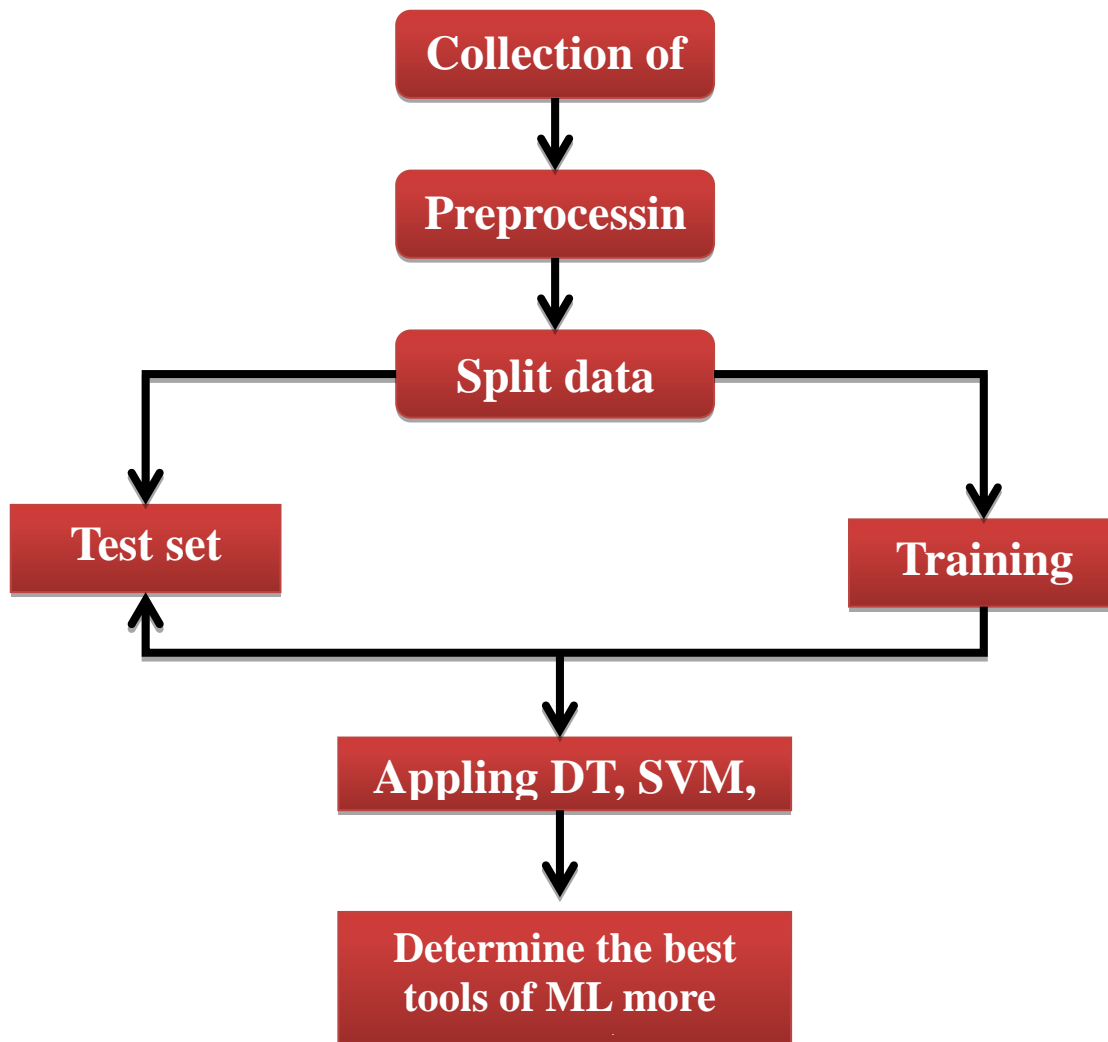 Collection of
Preprocessin
Split data
Test set
Training
Appling DT, SVM,
Determine the best
tools of ML more